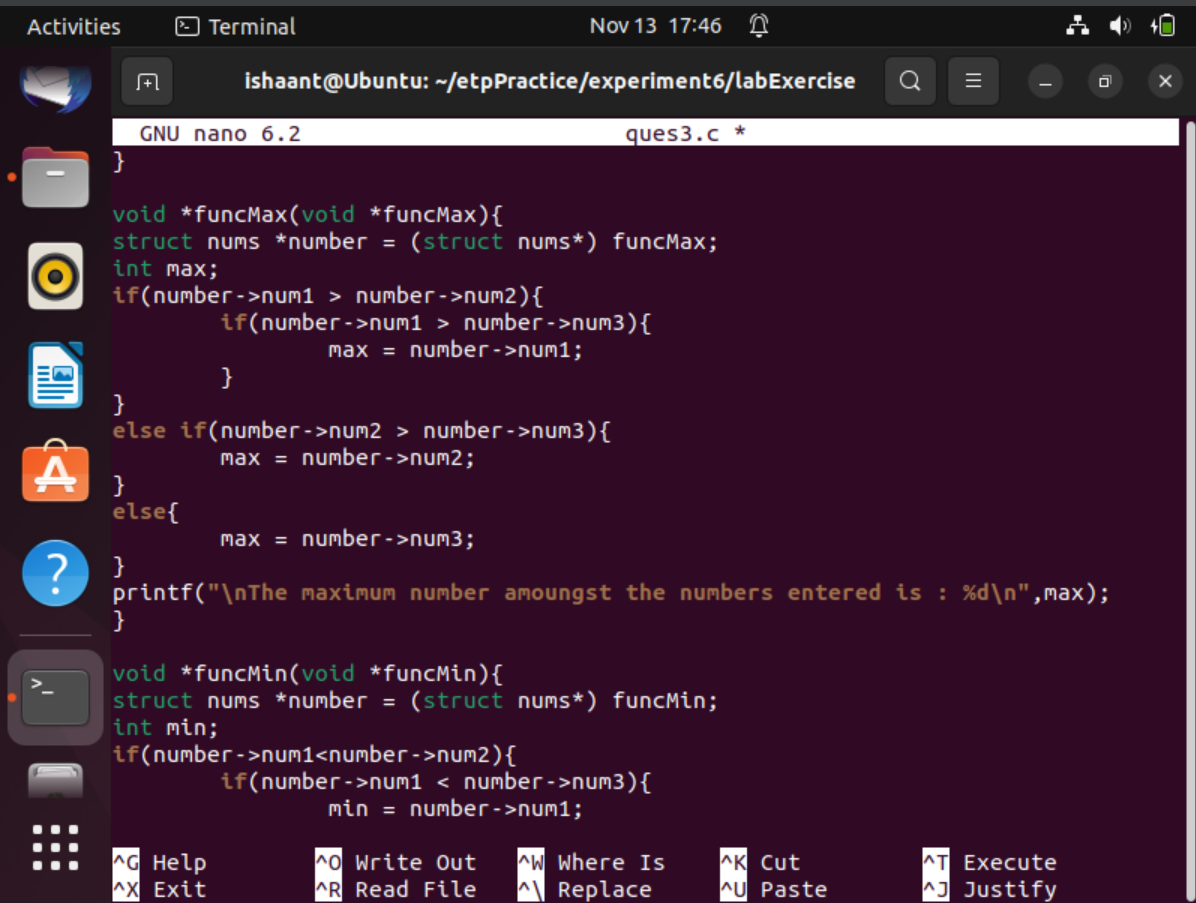 Activities Terminal Nov 13 17:46
ishaant@Ubuntu: ~/etpPractice/experiment6/labExercise
GNU nano 6.2 ques3.c *
}
void *funcMax(void *funcMax){
struct nums *number = (struct nums*) funcMax;
int max;
if(number->num1 > number->num2){
        if(number->num1 > number->num3){
                max = number->num1;
        }
}
else if(number->num2 > number->num3){
        max = number->num2;
}
else{
        max = number->num3;
}
printf("\nThe maximum number amoungst the numbers entered is : %d\n",max);
}
void *funcMin(void *funcMin){
struct nums *number = (struct nums*) funcMin;
int min;
if(number->num1<number->num2){
        if(number->num1 < number->num3){
                min = number->num1;
^G Help ^O Write Out ^W Where Is ^K Cut ^T Execute
^X Exit ^R Read File ^\ Replace ^U Paste ^J Justify